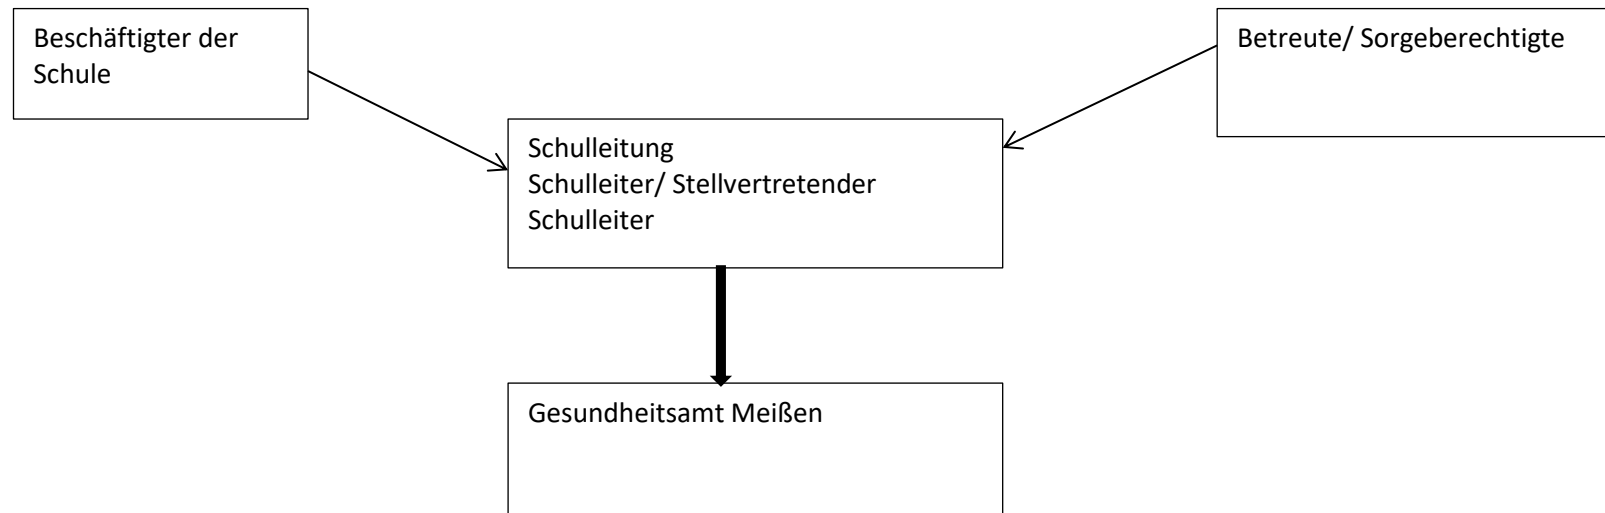 Beschäftigter der
Schule
Betreute/ Sorgeberechtigte
Schulleitung
Schulleiter/ Stellvertretender
Schulleiter
Gesundheitsamt Meißen